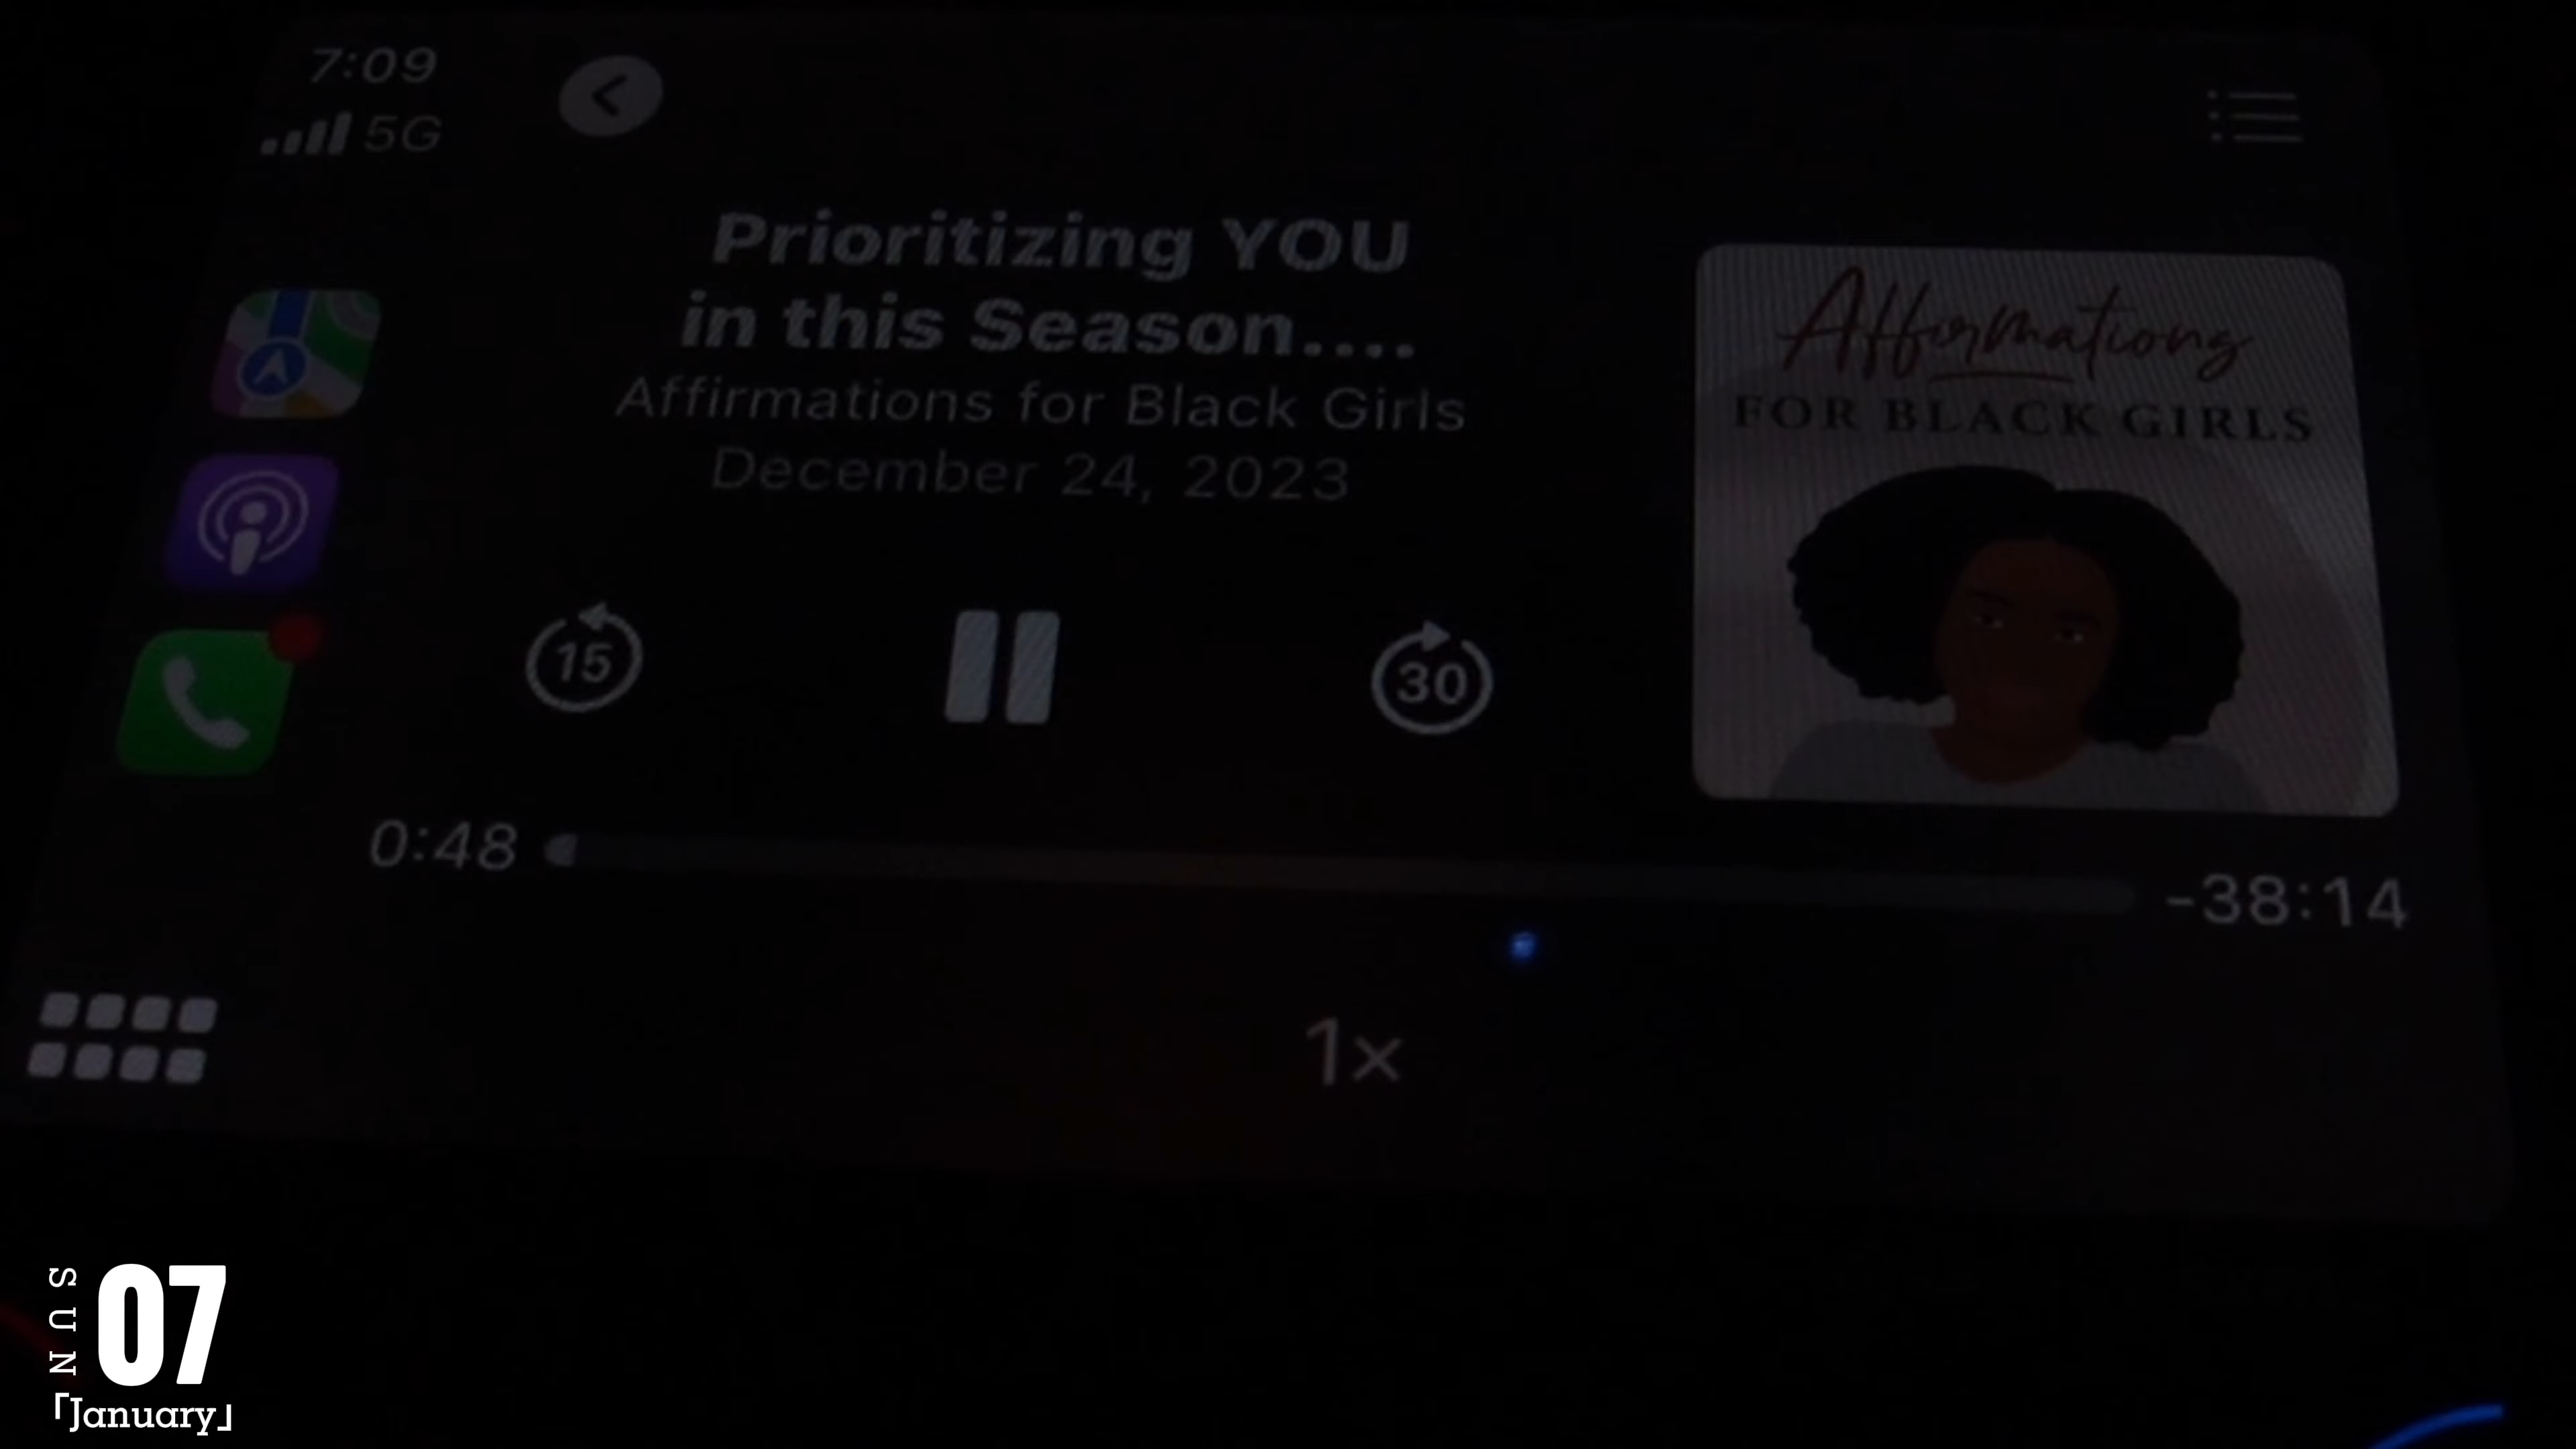 7:09
5G
Prioritizing YOU
in this Season....
Affirmations for Black Girls
December 24, 2023
Affirmations
FOR BLACK GIRLS
15
30
0:48
-38:14
1x
SUN
07
「January」